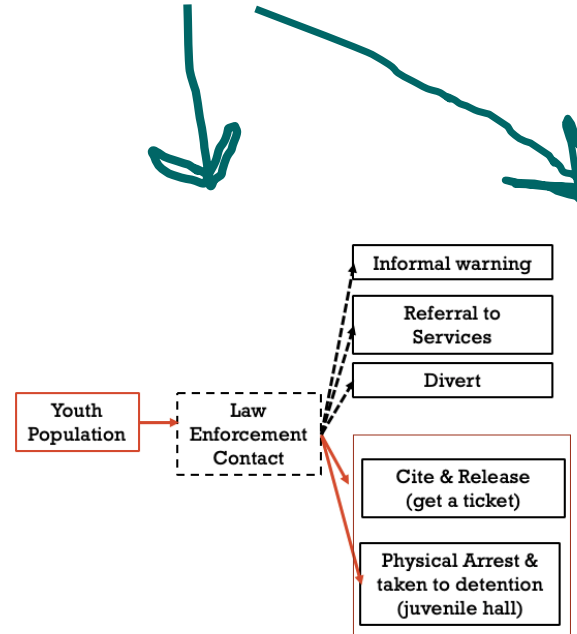 Informal warning
Referral to
Services
Divert
Youth
Population
Law
Enforcement
Contact
Cite & Release
(get a ticket)
Physical Arrest &
taken to detention
(juvenile hall)